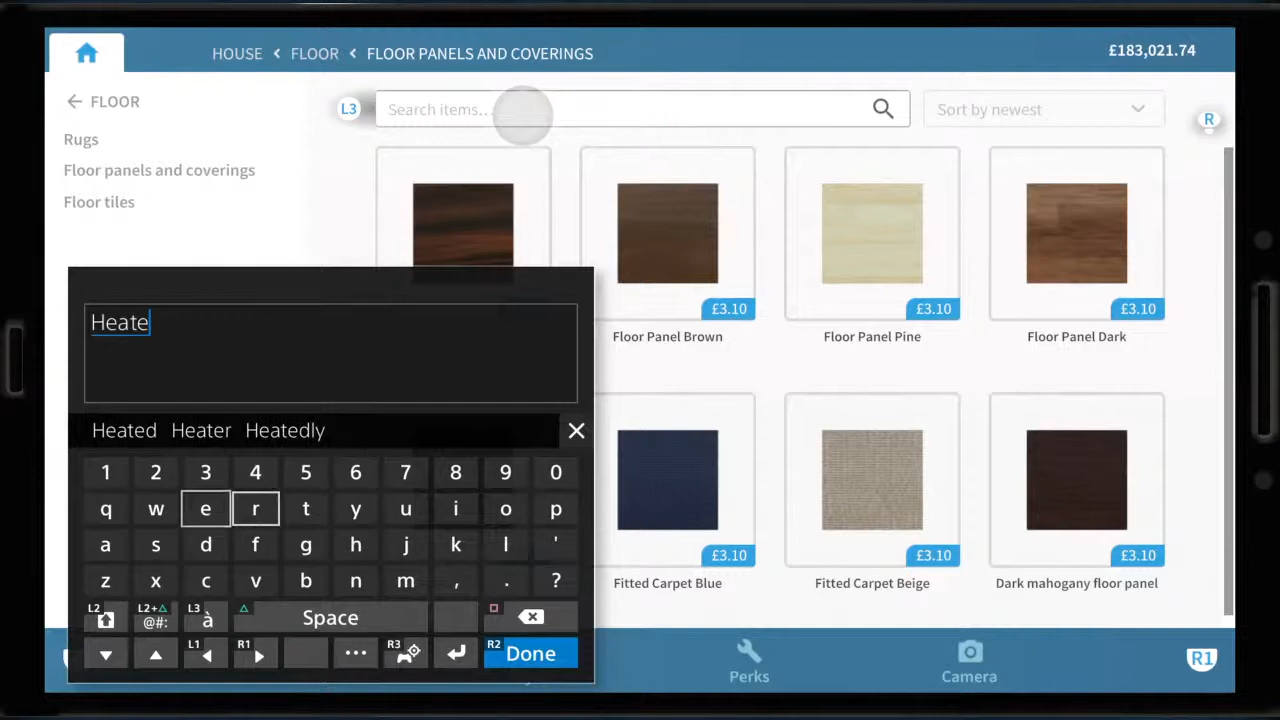 HOUSE < FLOOR < FLOOR PANELS AND COVERINGS
£183,021.74
← FLOOR
Rugs
Floor panels and coverings
Floor tiles
L3
Search items...
Sort by newest
R
£3.10
£3.10
£3.10
Floor Panel Brown
Floor Panel Pine
Floor Panel Dark
£3.10
£3.10
£3.10
Fitted Carpet Blue
Fitted Carpet Beige
Dark mahogany floor panel
Heate
Heated Heater Heatedly
1 2 3 4 5 6 7 8 9 0
q w e r t y u i o p
a s d f g h j k l '
z x c v b n m , . ?
L2 L2+△ @#: L3 à △ Space □
L1 R1 ... R3 R2 Done
Perks
Camera
R1